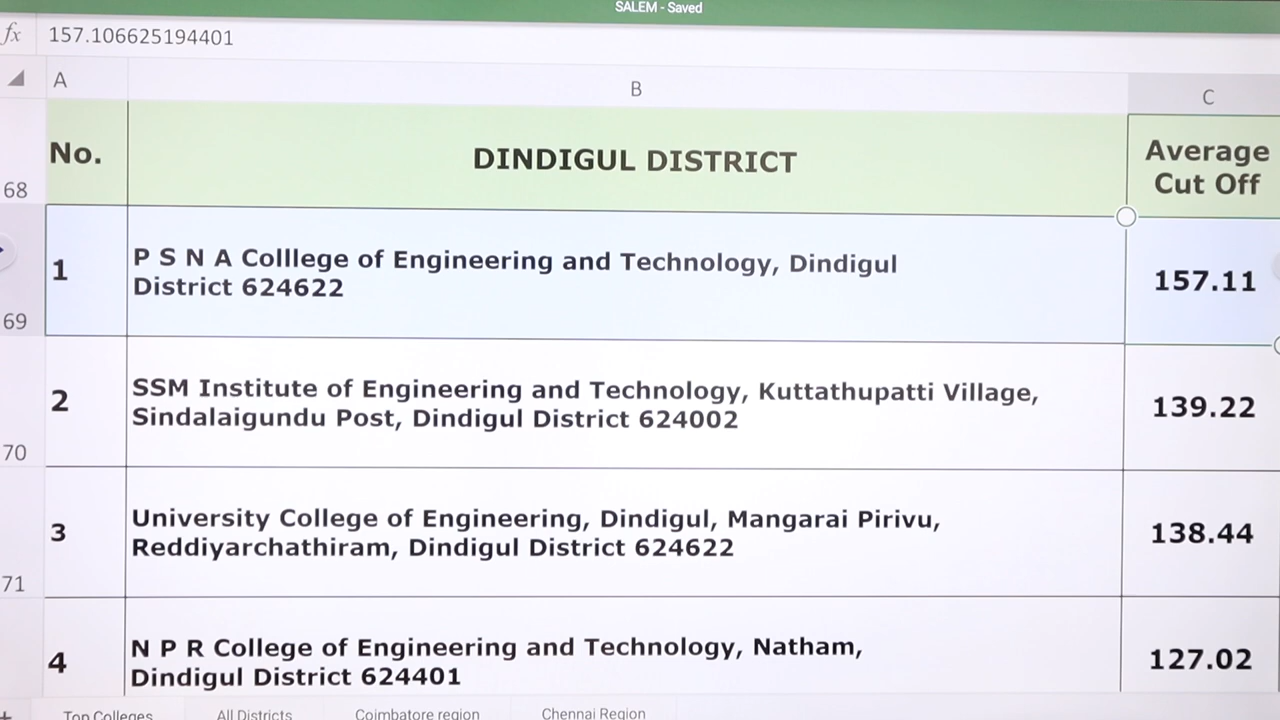 SALEM - Saved
fx 157.106625194401
A B C
No. DINDIGUL DISTRICT Average
Cut Off
68
1 P S N A Colllege of Engineering and Technology, Dindigul
District 624622 157.11
69
2 SSM Institute of Engineering and Technology, Kuttathupatti Village,
Sindalaigundu Post, Dindigul District 624002 139.22
70
3 University College of Engineering, Dindigul, Mangarai Pirivu,
Reddiyarchathiram, Dindigul District 624622 138.44
71
4 N P R College of Engineering and Technology, Natham,
Dindigul District 624401 127.02
+ Top Colleges All Districts Coimbatore region Chennai Region